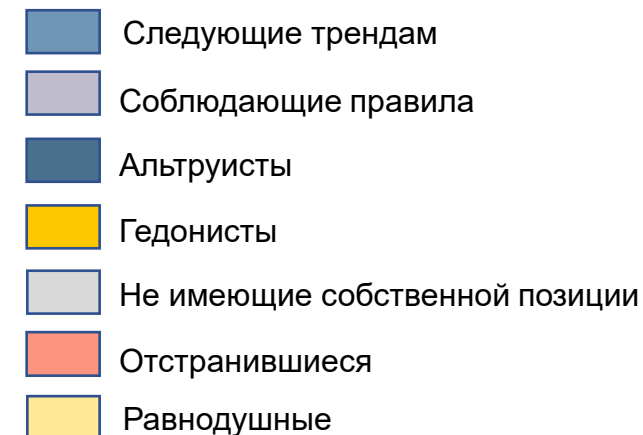 Следующие трендам
Соблюдающие правила
Альтруисты
Гедонисты
Не имеющие собственной позиции
Отстранившиеся
Равнодушные